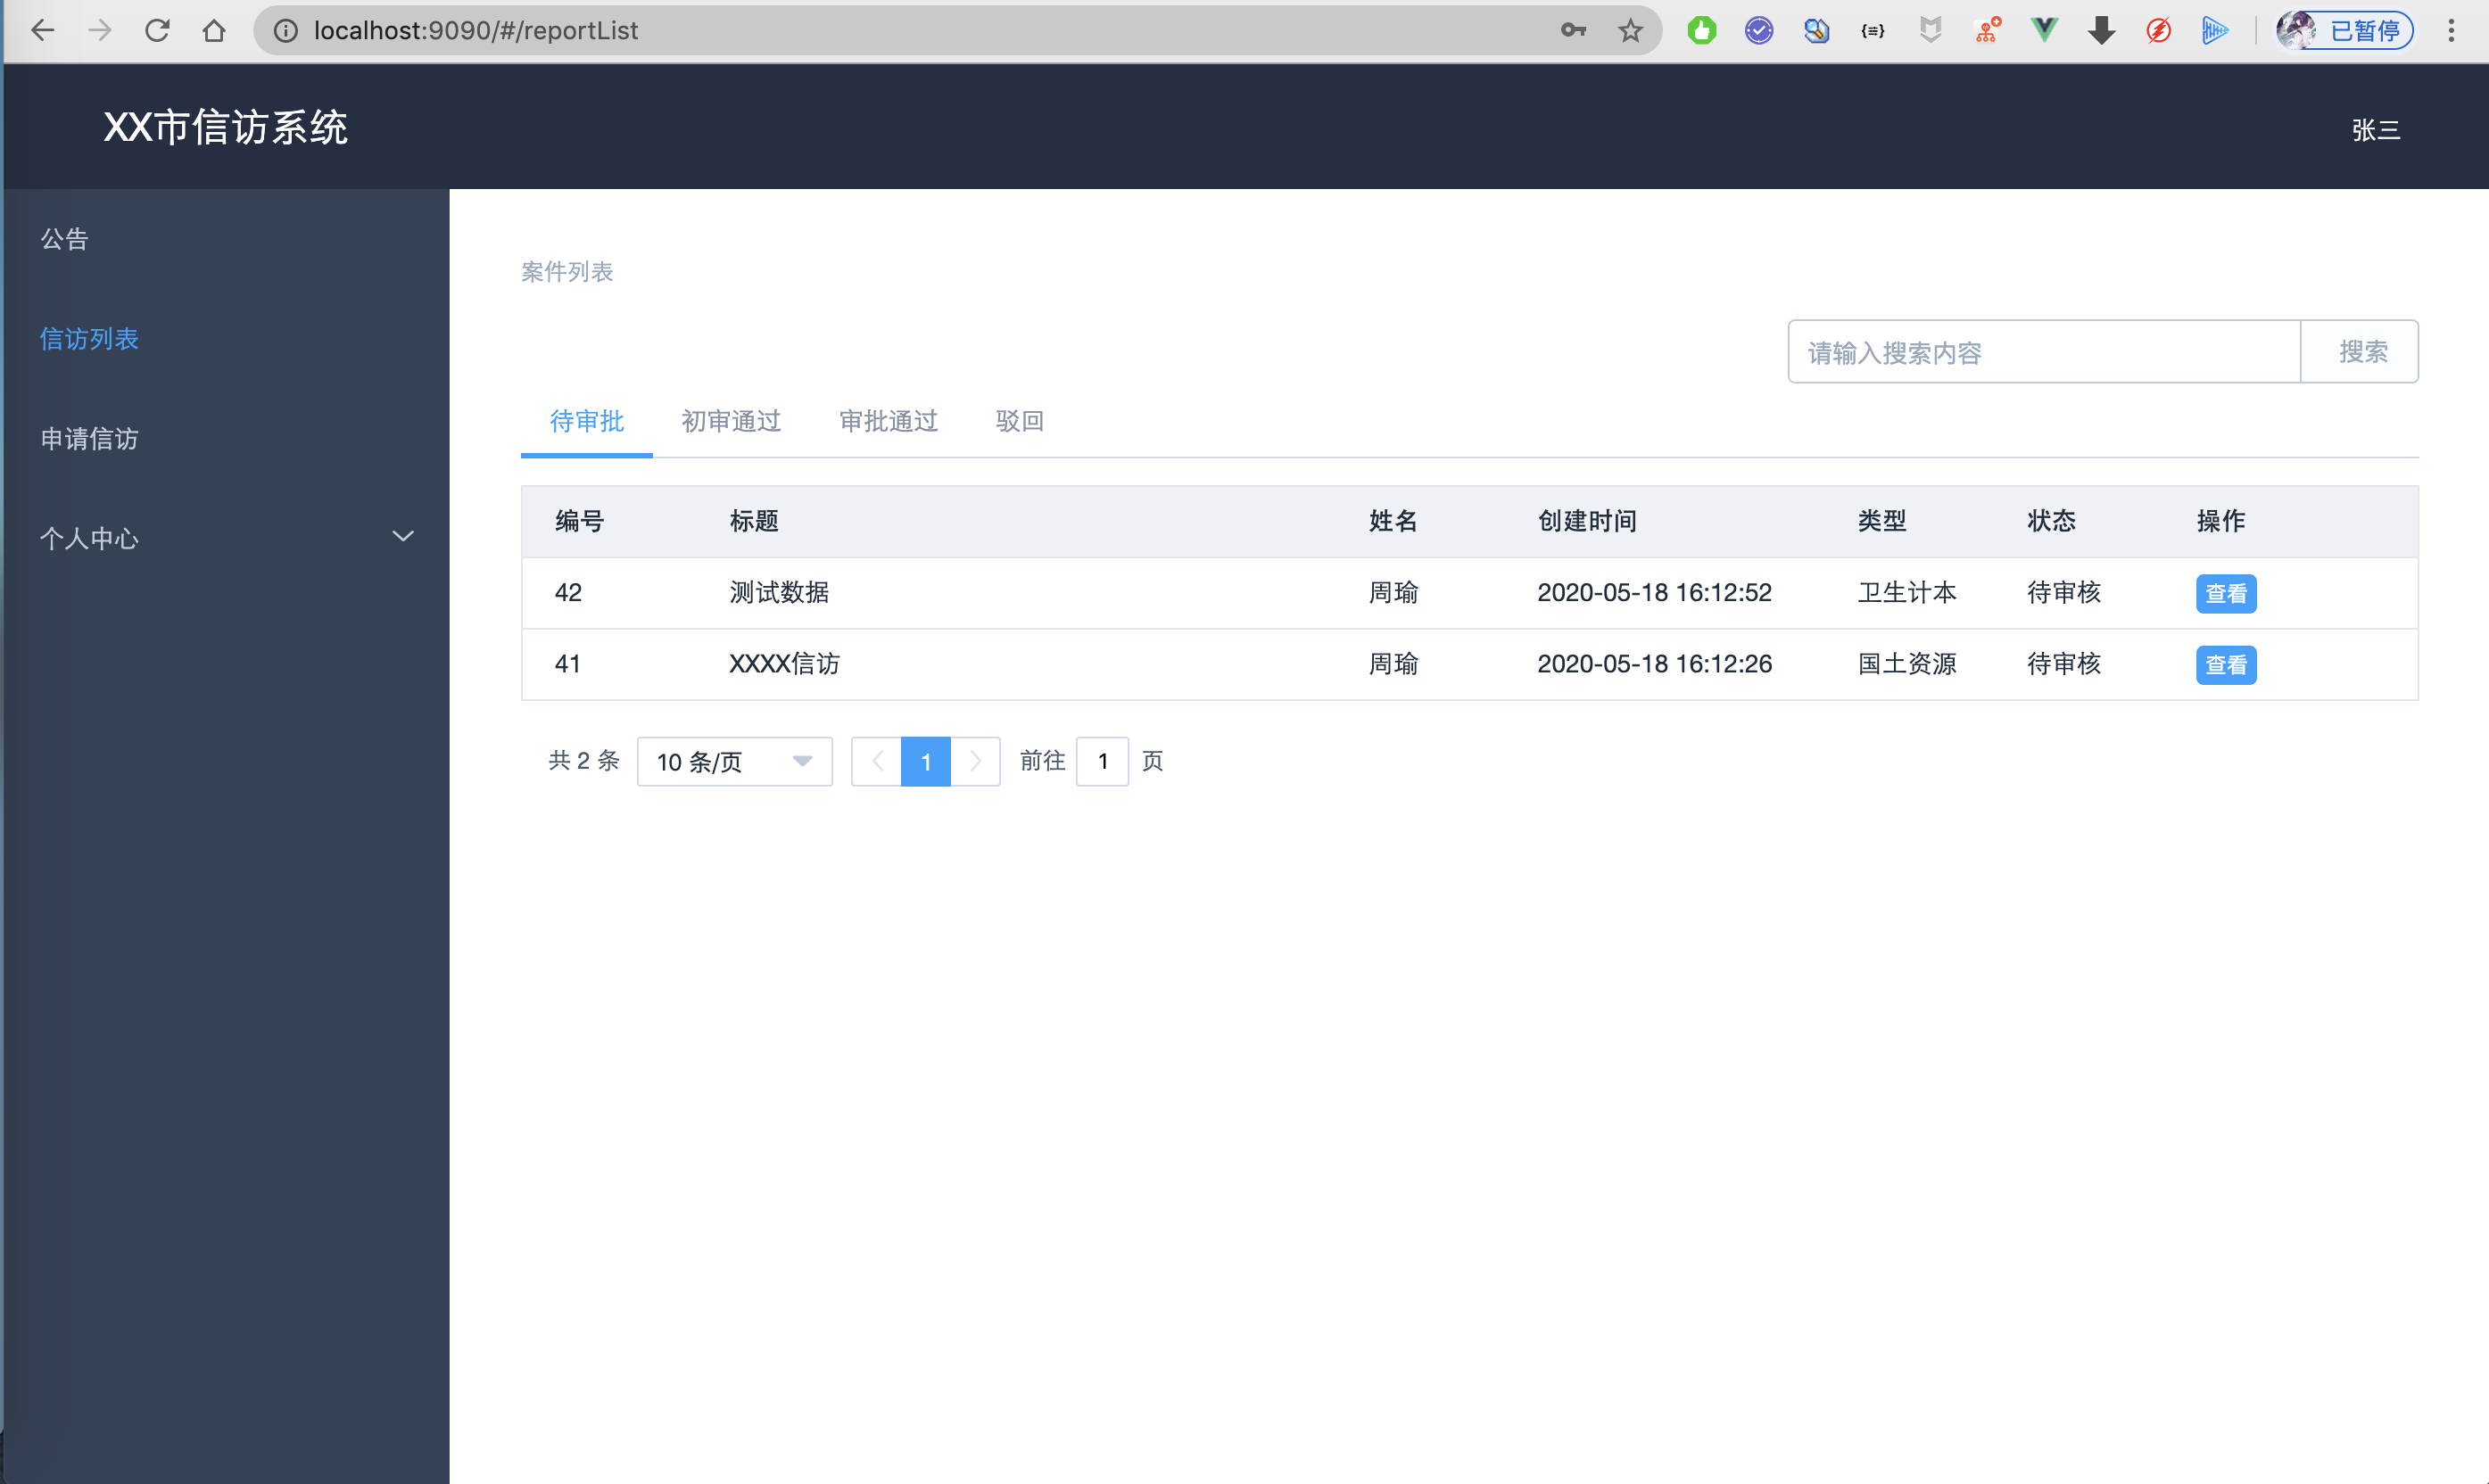 localhost:9090/#/reportList
已暂停
XX市信访系统
张三
公告
信访列表
申请信访
个人中心
案件列表
请输入搜索内容 搜索
待审批 初审通过 审批通过 驳回
编号 标题 姓名 创建时间 类型 状态 操作
42 测试数据 周瑜 2020-05-18 16:12:52 卫生计本 待审核 查看
41 XXXX信访 周瑜 2020-05-18 16:12:26 国土资源 待审核 查看
共 2 条 10 条/页 1 前往 1 页